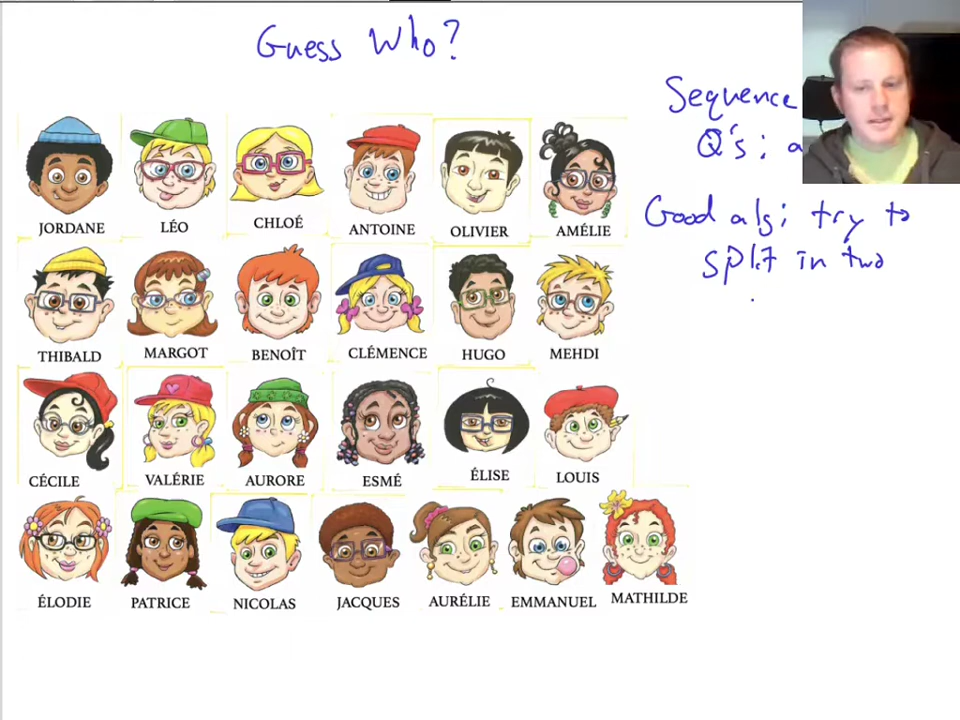 Guess Who?
Sequence
Q's; a
Good alg; try to
split in two
JORDANE LÉO CHLOÉ ANTOINE OLIVIER AMÉLIE
THIBALD MARGOT BENOÎT CLÉMENCE HUGO MEHDI
CÉCILE VALÉRIE AURORE ESMÉ ÉLISE LOUIS
ÉLODIE PATRICE NICOLAS JACQUES AURÉLIE EMMANUEL MATHILDE